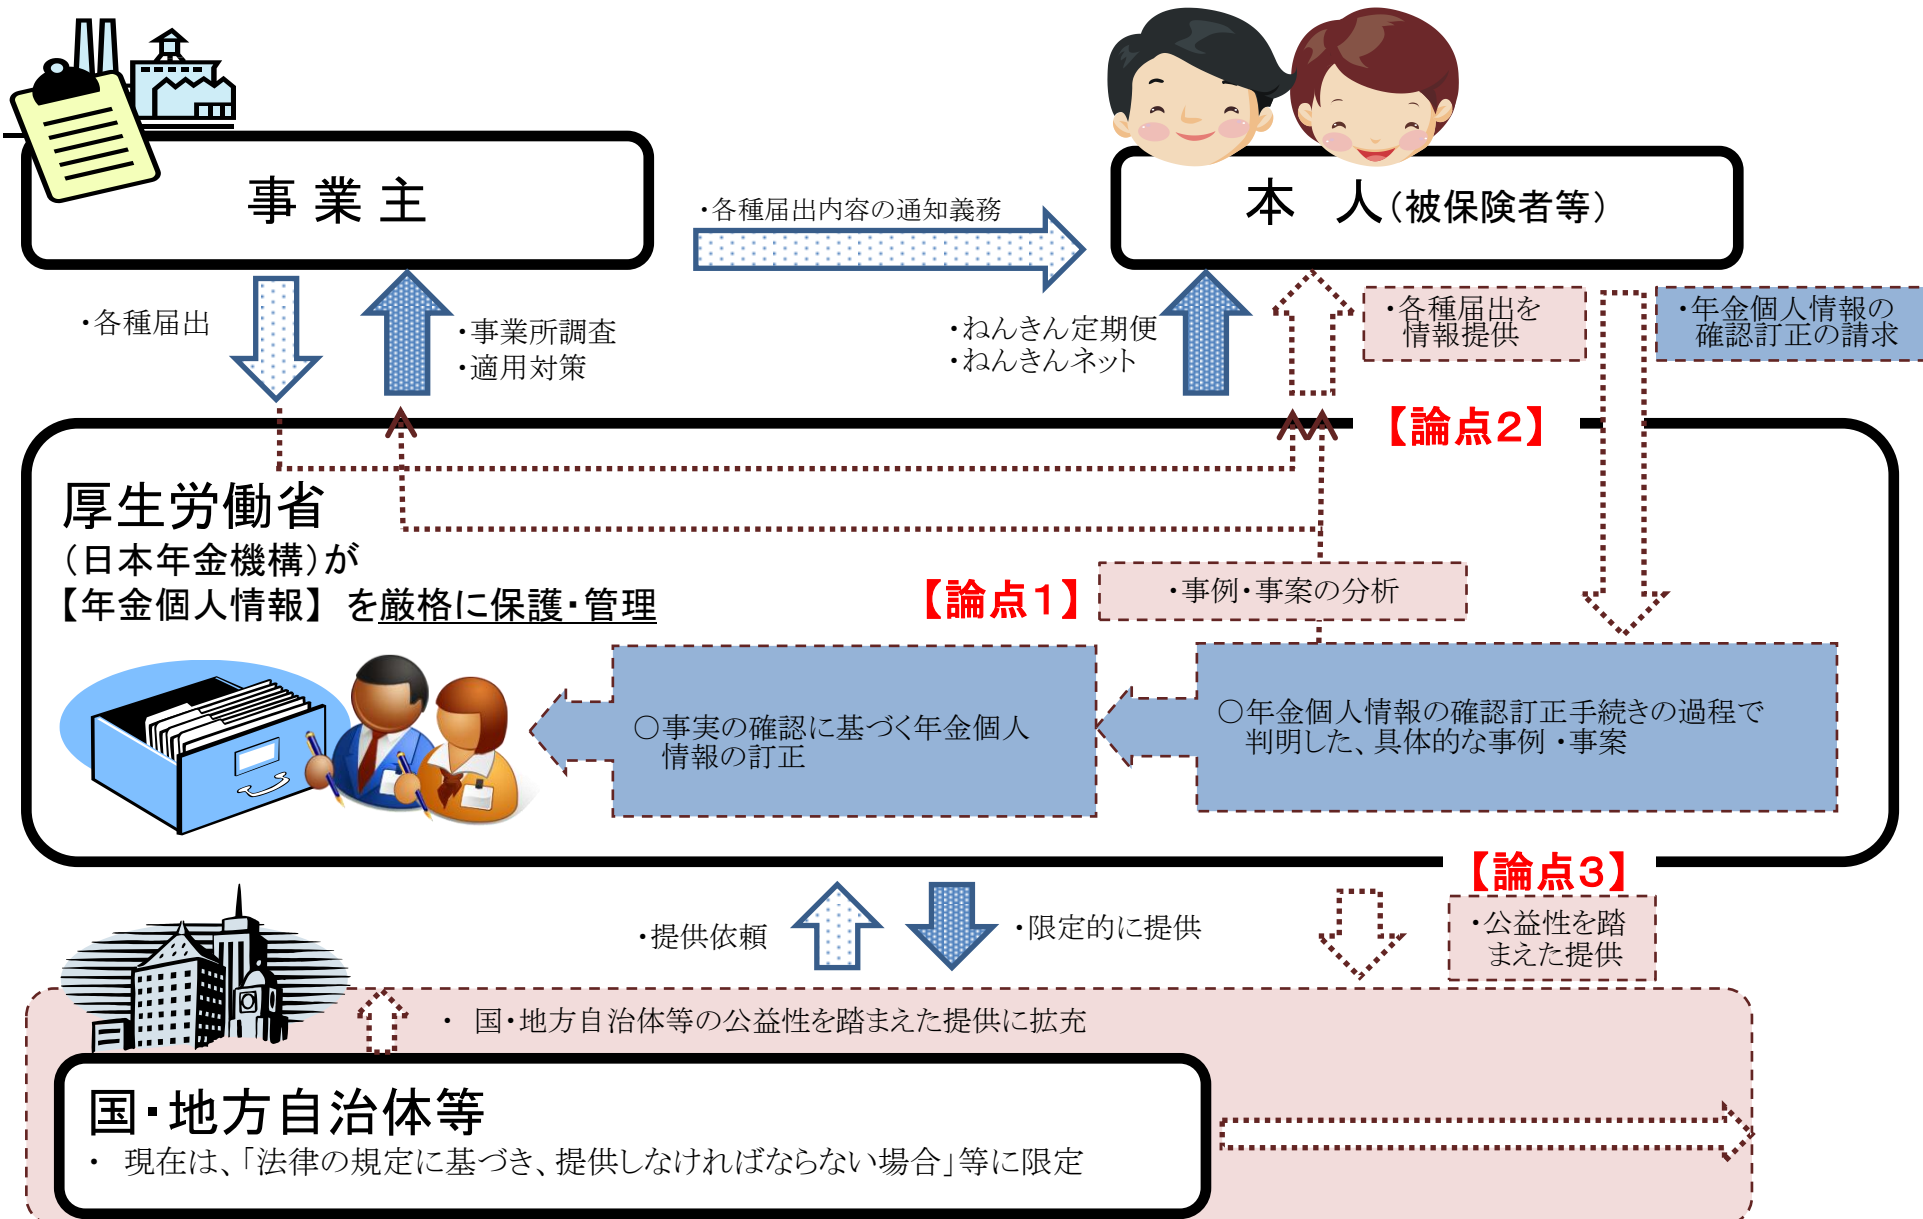 事 業 主
本　人（被保険者等）
・各種届出内容の通知義務
・各種届出
・事業所調査
・適用対策
・ねんきん定期便
・ねんきんネット
・各種届出を
情報提供
・年金個人情報の
確認訂正の請求
【論点２】
厚生労働省
（日本年金機構）が
【年金個人情報】 を厳格に保護・管理
【論点１】
・事例・事案の分析
○事実の確認に基づく年金個人
情報の訂正
○年金個人情報の確認訂正手続きの過程で
判明した、具体的な事例・事案
【論点３】
・提供依頼
・限定的に提供
・公益性を踏
まえた提供
・ 国・地方自治体等の公益性を踏まえた提供に拡充
国・地方自治体等
・ 現在は、「法律の規定に基づき、提供しなければならない場合」等に限定